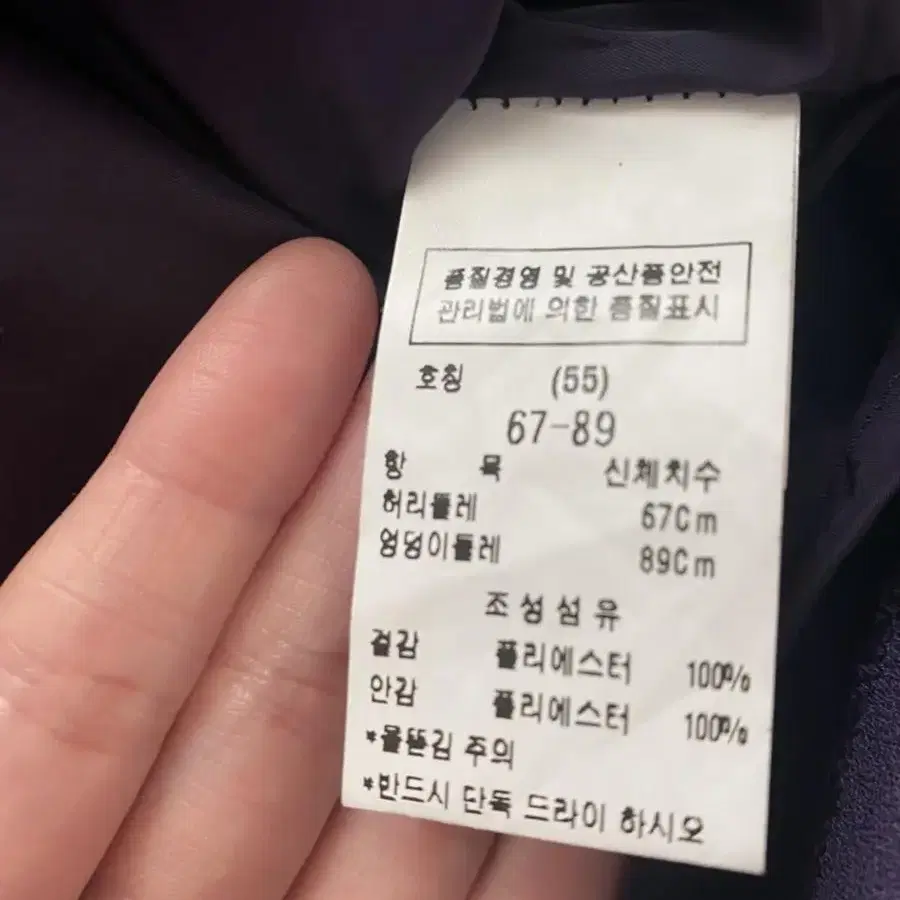 품질경영 및 공산품안전
관리법에 의한 품질표시
호칭 (55)
67-89
항 목 신체치수
허리둘레 67Cm
엉덩이둘레 89Cm
조성섬유
겉감 폴리에스터 100%
안감 폴리에스터 100%
*올뜯김 주의
*반드시 단독 드라이 하시오